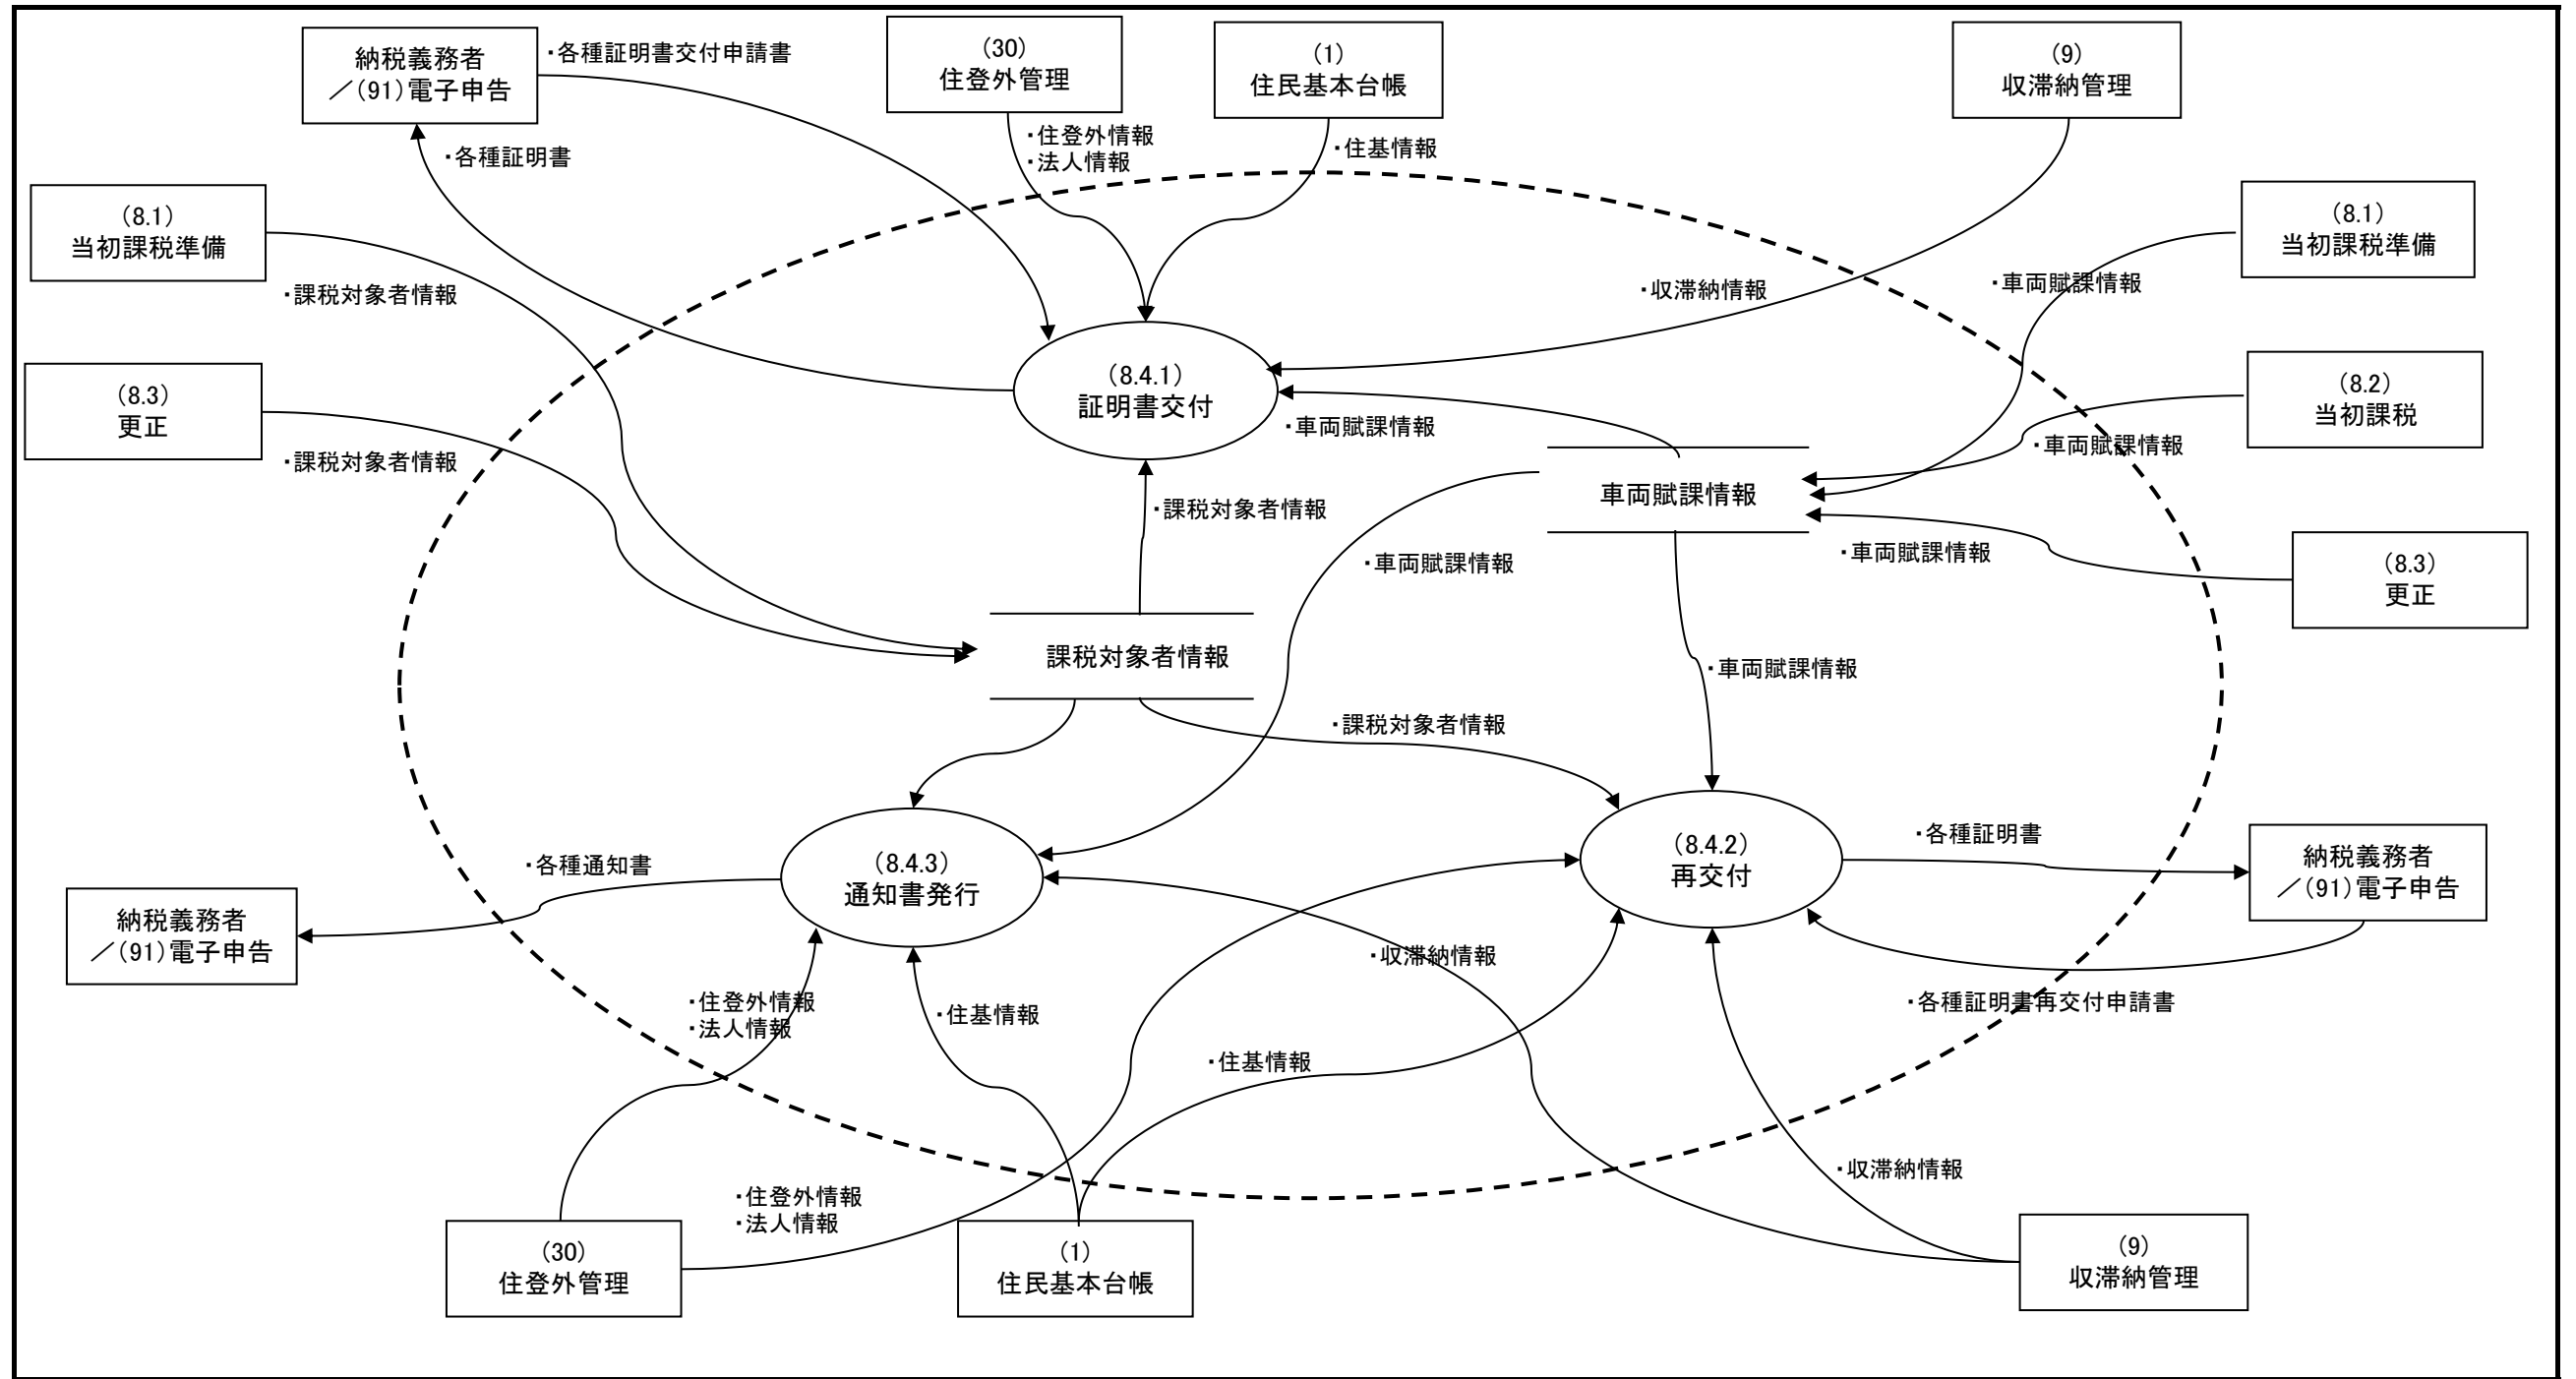 (30)
住登外管理
(1)
住民基本台帳
(9)
収滞納管理
納税義務者
／(91)電子申告
・各種証明書交付申請書
・住登外情報
・法人情報
・住基情報
・各種証明書
(8.1)
当初課税準備
(8.1)
当初課税準備
・課税対象者情報
・収滞納情報
・車両賦課情報
(8.3)
更正
(8.4.1)
証明書交付
(8.2)
当初課税
・課税対象者情報
・車両賦課情報
・車両賦課情報
・課税対象者情報
車両賦課情報
・車両賦課情報
・車両賦課情報
(8.3)
更正
課税対象者情報
・車両賦課情報
・課税対象者情報
・各種通知書
(8.4.3)
通知書発行
(8.4.2)
再交付
・各種証明書
納税義務者
／(91)電子申告
納税義務者
／(91)電子申告
・収滞納情報
・住登外情報
・法人情報
・住基情報
・各種証明書再交付申請書
・住基情報
・収滞納情報
・住登外情報
・法人情報
(30)
住登外管理
(1)
住民基本台帳
(9)
収滞納管理